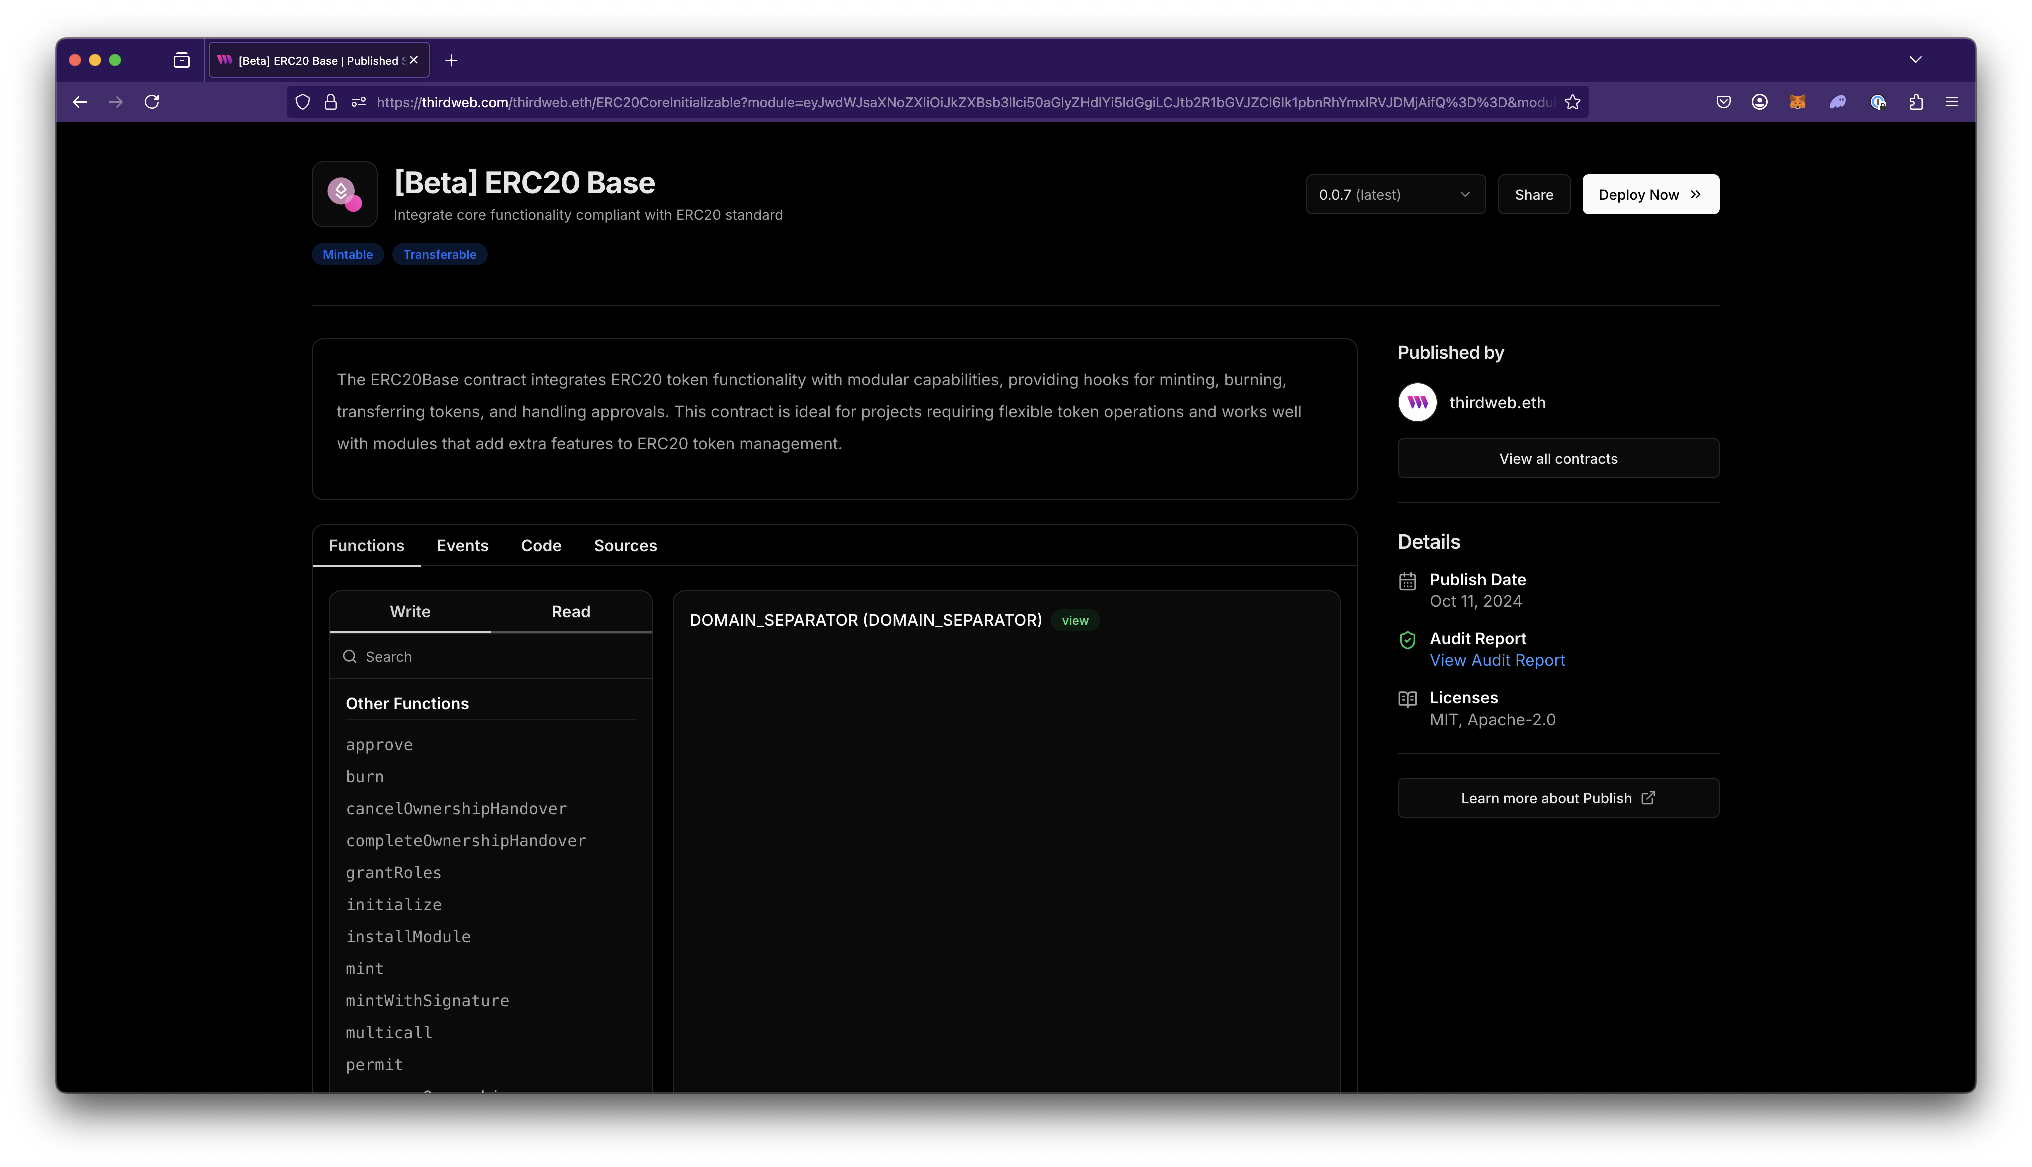 [Beta] ERC20 Base | Published
https://thirdweb.com/thirdweb.eth/ERC20CoreInitializable?module=
[Beta] ERC20 Base
Integrate core functionality compliant with ERC20 standard
0.0.7 (latest)
Share
Deploy Now
Mintable
Transferable
The ERC20Base contract integrates ERC20 token functionality with modular capabilities, providing hooks for minting, burning,
transferring tokens, and handling approvals. This contract is ideal for projects requiring flexible token operations and works well
with modules that add extra features to ERC20 token management.
Published by
thirdweb.eth
View all contracts
Functions Events Code Sources
Write Read
Search
Other Functions
approve
burn
cancelOwnershipHandover
completeOwnershipHandover
grantRoles
initialize
installModule
mint
mintWithSignature
multicall
permit
DOMAIN_SEPARATOR (DOMAIN_SEPARATOR) view
Details
Publish Date
Oct 11, 2024
Audit Report
View Audit Report
Licenses
MIT, Apache-2.0
Learn more about Publish